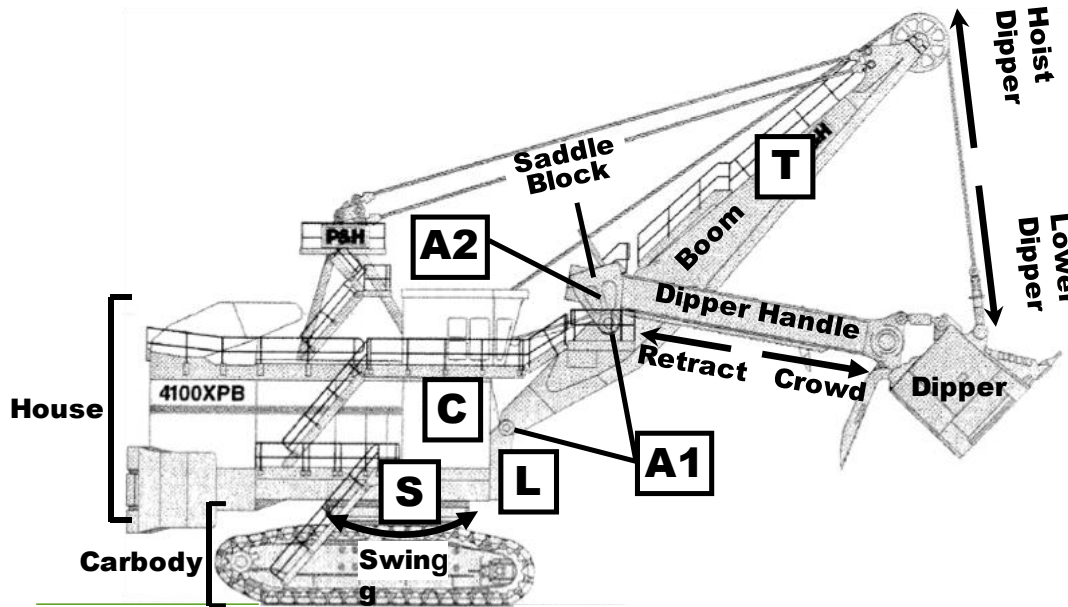 Hoist
Dipper
Saddle
Block
T
P&H
A2
Boom
Lower
Dipper
Dipper Handle
Retract
Crowd
Dipper
4100XPB
House
C
A1
L
S
Carbody
Swing
g